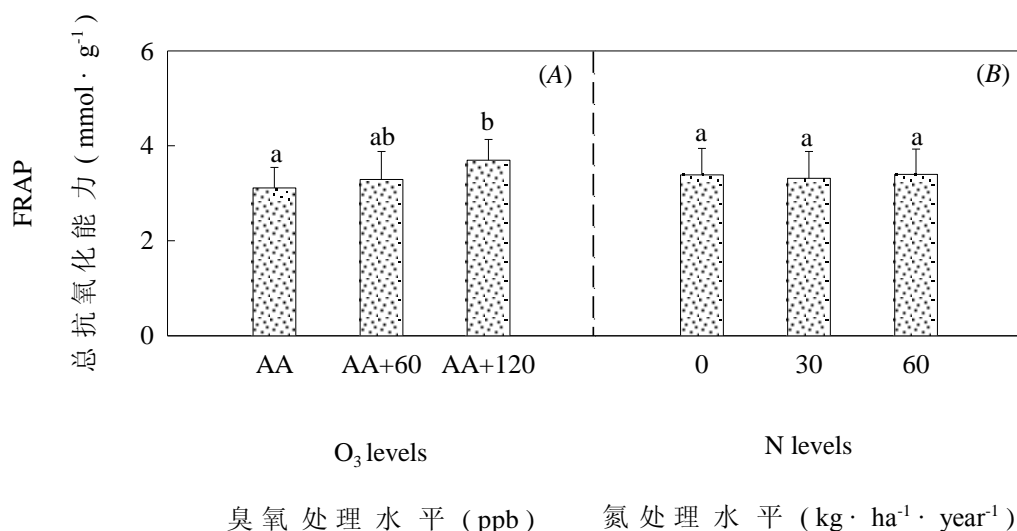 FRAP
总抗氧化能力 (mmol · g⁻¹)
6
4
2
0
(A)
a
ab
b
(B)
a
a
a
AA AA+60 AA+120
0 30 60
O₃ levels
N levels
臭氧处理水平 (ppb)
氮处理水平 (kg · ha⁻¹ · year⁻¹)